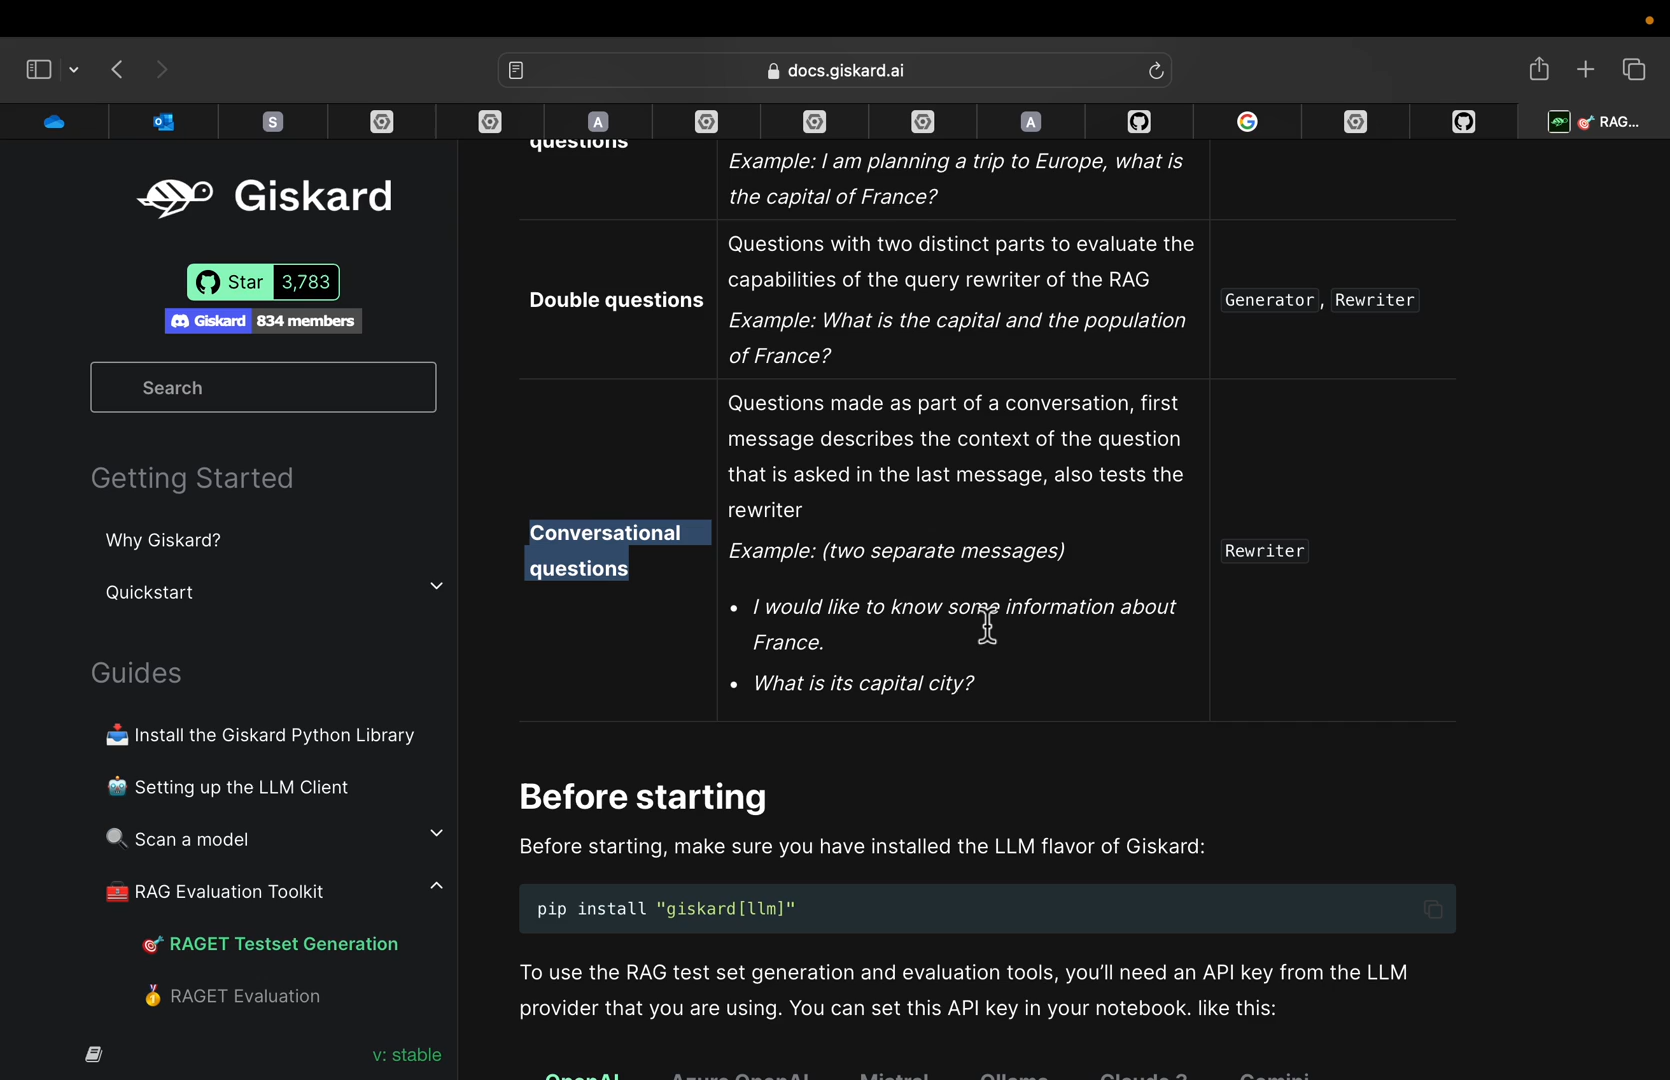 docs.giskard.ai
S
A
A
RAG...
Giskard
Star 3,783
Giskard 834 members
Search
Getting Started
Why Giskard?
Quickstart
Guides
Install the Giskard Python Library
Setting up the LLM Client
Scan a model
RAG Evaluation Toolkit
RAGET Testset Generation
RAGET Evaluation
v: stable
questions
Example: I am planning a trip to Europe, what is
the capital of France?
Double questions
Questions with two distinct parts to evaluate the
capabilities of the query rewriter of the RAG
Example: What is the capital and the population
of France?
Generator, Rewriter
Conversational
questions
Questions made as part of a conversation, first
message describes the context of the question
that is asked in the last message, also tests the
rewriter
Example: (two separate messages)
• I would like to know some information about
France.
• What is its capital city?
Rewriter
Before starting
Before starting, make sure you have installed the LLM flavor of Giskard:
pip install "giskard[llm]"
To use the RAG test set generation and evaluation tools, you'll need an API key from the LLM
provider that you are using. You can set this API key in your notebook. like this:
OpenAI Azure OpenAI Mistral Ollama Claude 3 Gemini